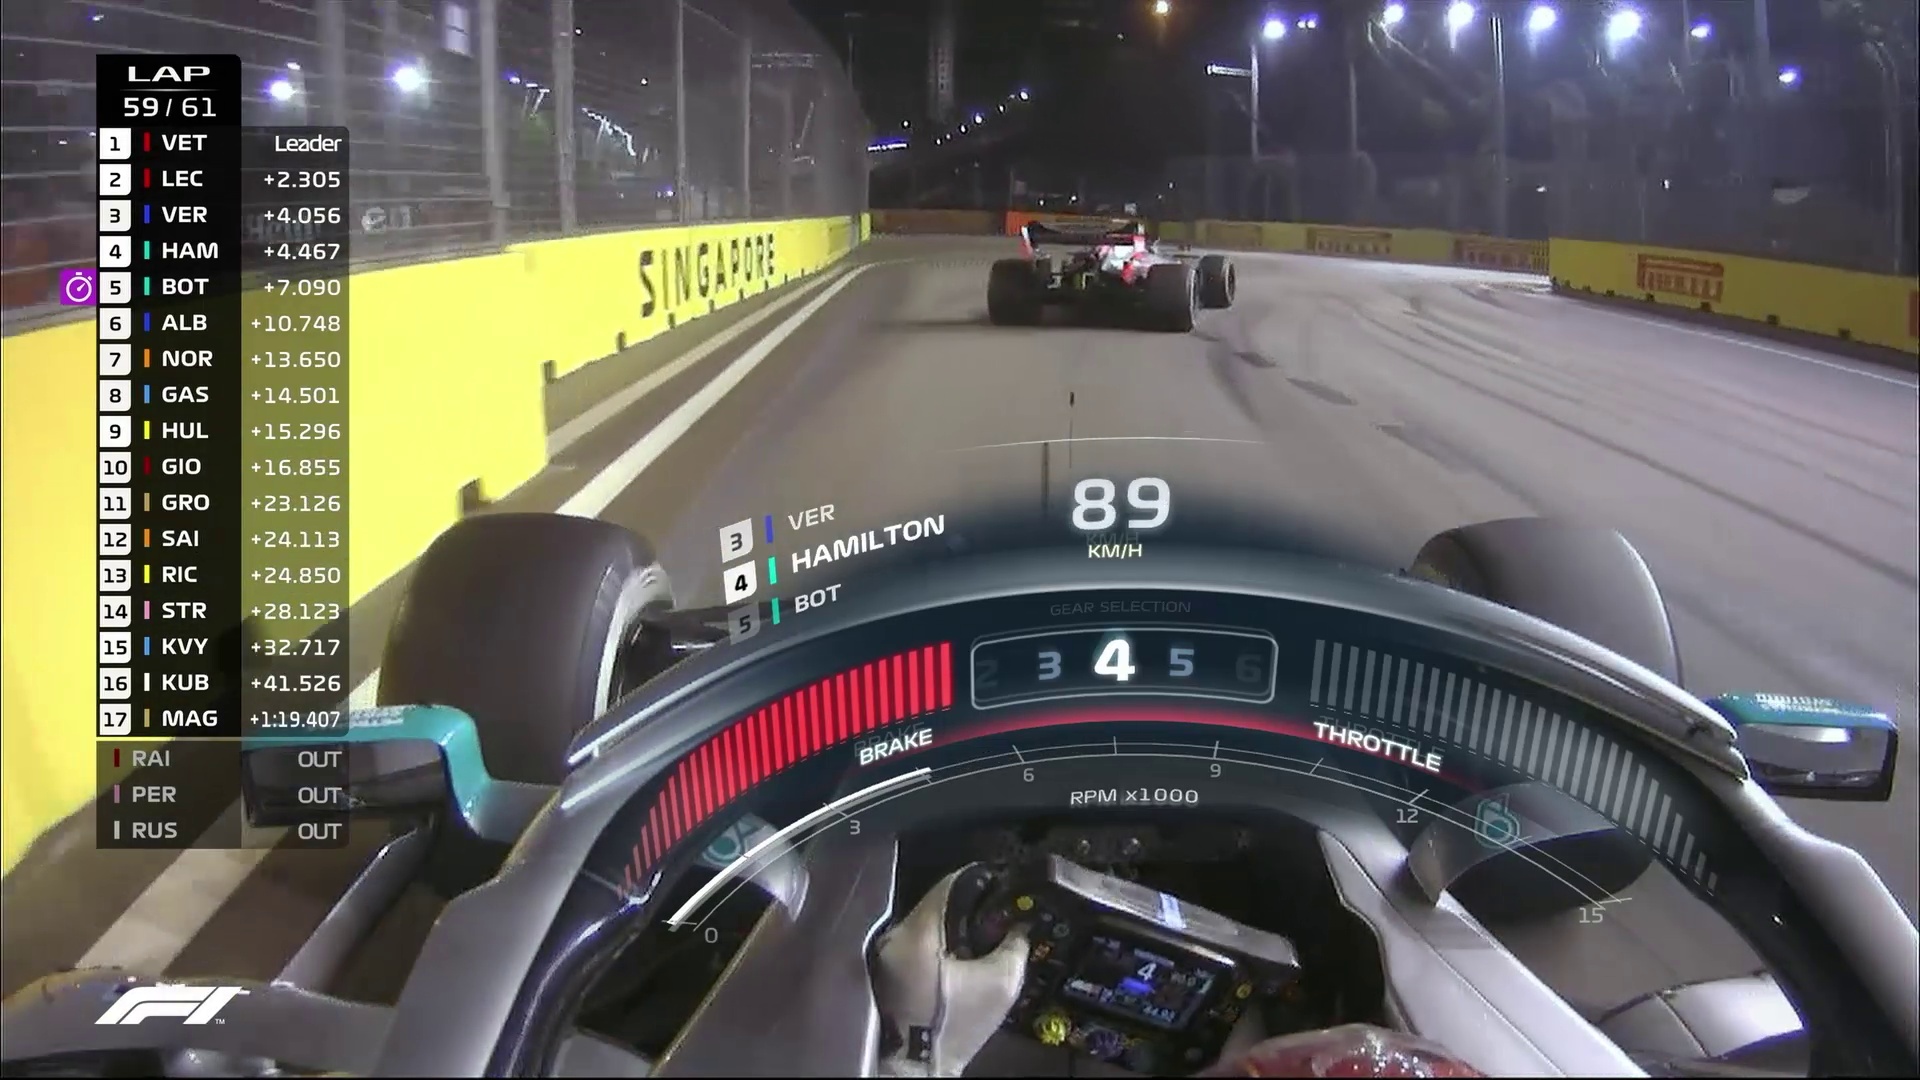 LAP
59 / 61
1 VET Leader
2 LEC +2.305
3 VER +4.056
4 HAM +4.467
5 BOT +7.090
6 ALB +10.748
7 NOR +13.650
8 GAS +14.501
9 HUL +15.296
10 GIO +16.855
11 GRO +23.126
12 SAI +24.113
13 RIC +24.850
14 STR +28.123
15 KVY +32.717
16 KUB +41.526
17 MAG +1:19.407
RAI OUT
PER OUT
RUS OUT
SINGAPORE
3 VER
4 HAMILTON
5 BOT
89
KM/H
GEAR SELECTION
2 3 4 5 6
BRAKE
THROTTLE
0 3 6 9 12 15
RPM x1000
4
F1